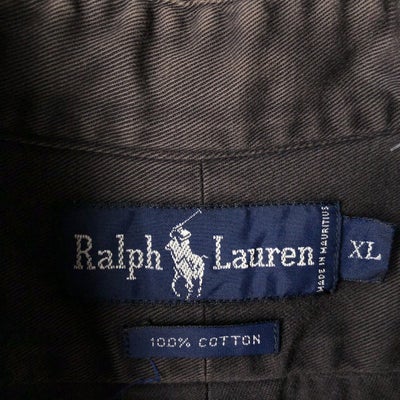 Ralph Lauren
MADE IN MAURITIUS
XL
100% COTTON